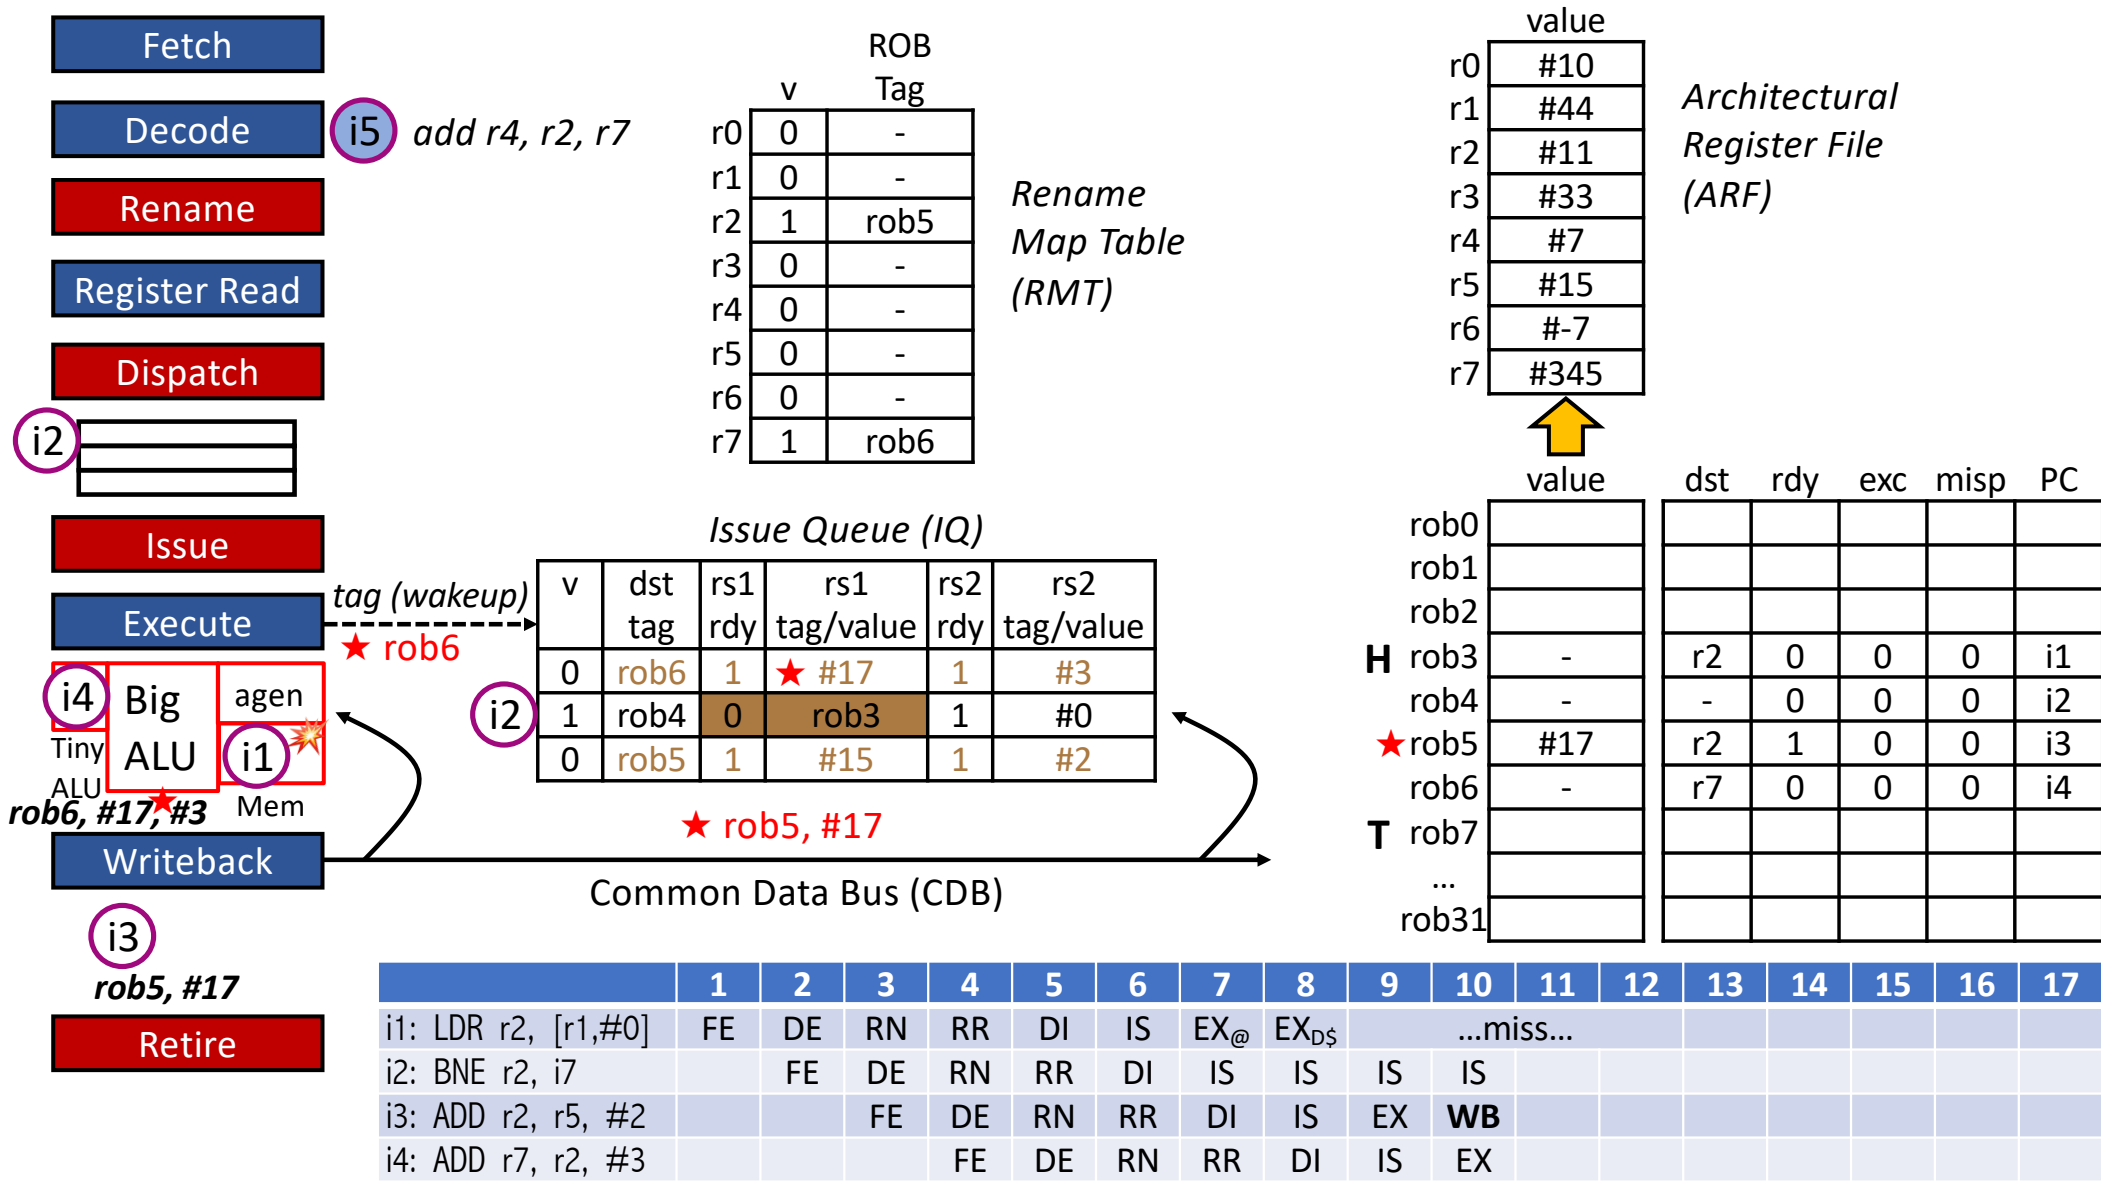 Fetch
Decode
i5 add r4, r2, r7
Rename
Register Read
Dispatch
i2
Issue
Execute
tag (wakeup)
★ rob6
i4 Big agen
Tiny ALU i1
ALU
rob6, #17, #3 Mem
Writeback
i3
rob5, #17
Retire
ROB
v Tag
r0 0 -
r1 0 -
r2 1 rob5
r3 0 -
r4 0 -
r5 0 -
r6 0 -
r7 1 rob6
Rename
Map Table
(RMT)
Issue Queue (IQ)
v dst rs1 rs1 rs2 rs2
tag rdy tag/value rdy tag/value
0 rob6 1 ★ #17 1 #3
i2 1 rob4 0 rob3 1 #0
0 rob5 1 #15 1 #2
★ rob5, #17
Common Data Bus (CDB)
value
r0 #10
r1 #44
r2 #11
r3 #33
r4 #7
r5 #15
r6 #-7
r7 #345
Architectural
Register File
(ARF)
value dst rdy exc misp PC
rob0
rob1
rob2
H rob3 - r2 0 0 0 i1
rob4 - - 0 0 0 i2
★ rob5 #17 r2 1 0 0 i3
rob6 - r7 0 0 0 i4
T rob7
...
rob31
1 2 3 4 5 6 7 8 9 10 11 12 13 14 15 16 17
i1: LDR r2, [r1,#0] FE DE RN RR DI IS EX@ EXD$ ...miss...
i2: BNE r2, i7 FE DE RN RR DI IS IS IS IS
i3: ADD r2, r5, #2 FE DE RN RR DI IS EX WB
i4: ADD r7, r2, #3 FE DE RN RR DI IS EX